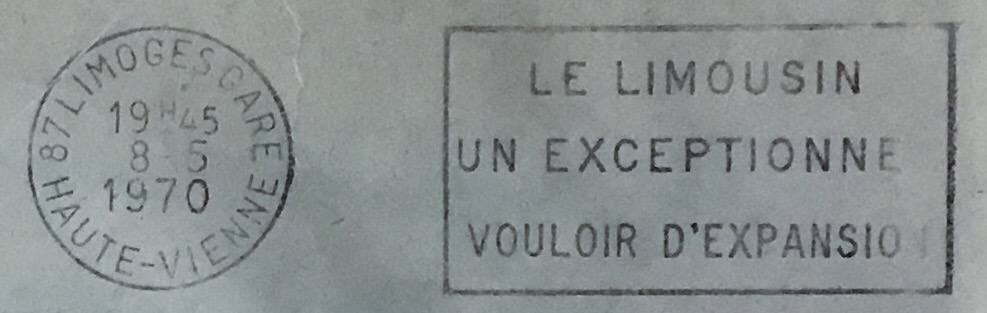 87 LIMOGES GARE
19H45
8-5
1970
HAUTE-VIENNE
LE LIMOUSIN
UN EXCEPTIONNE
VOULOIR D'EXPANSIO